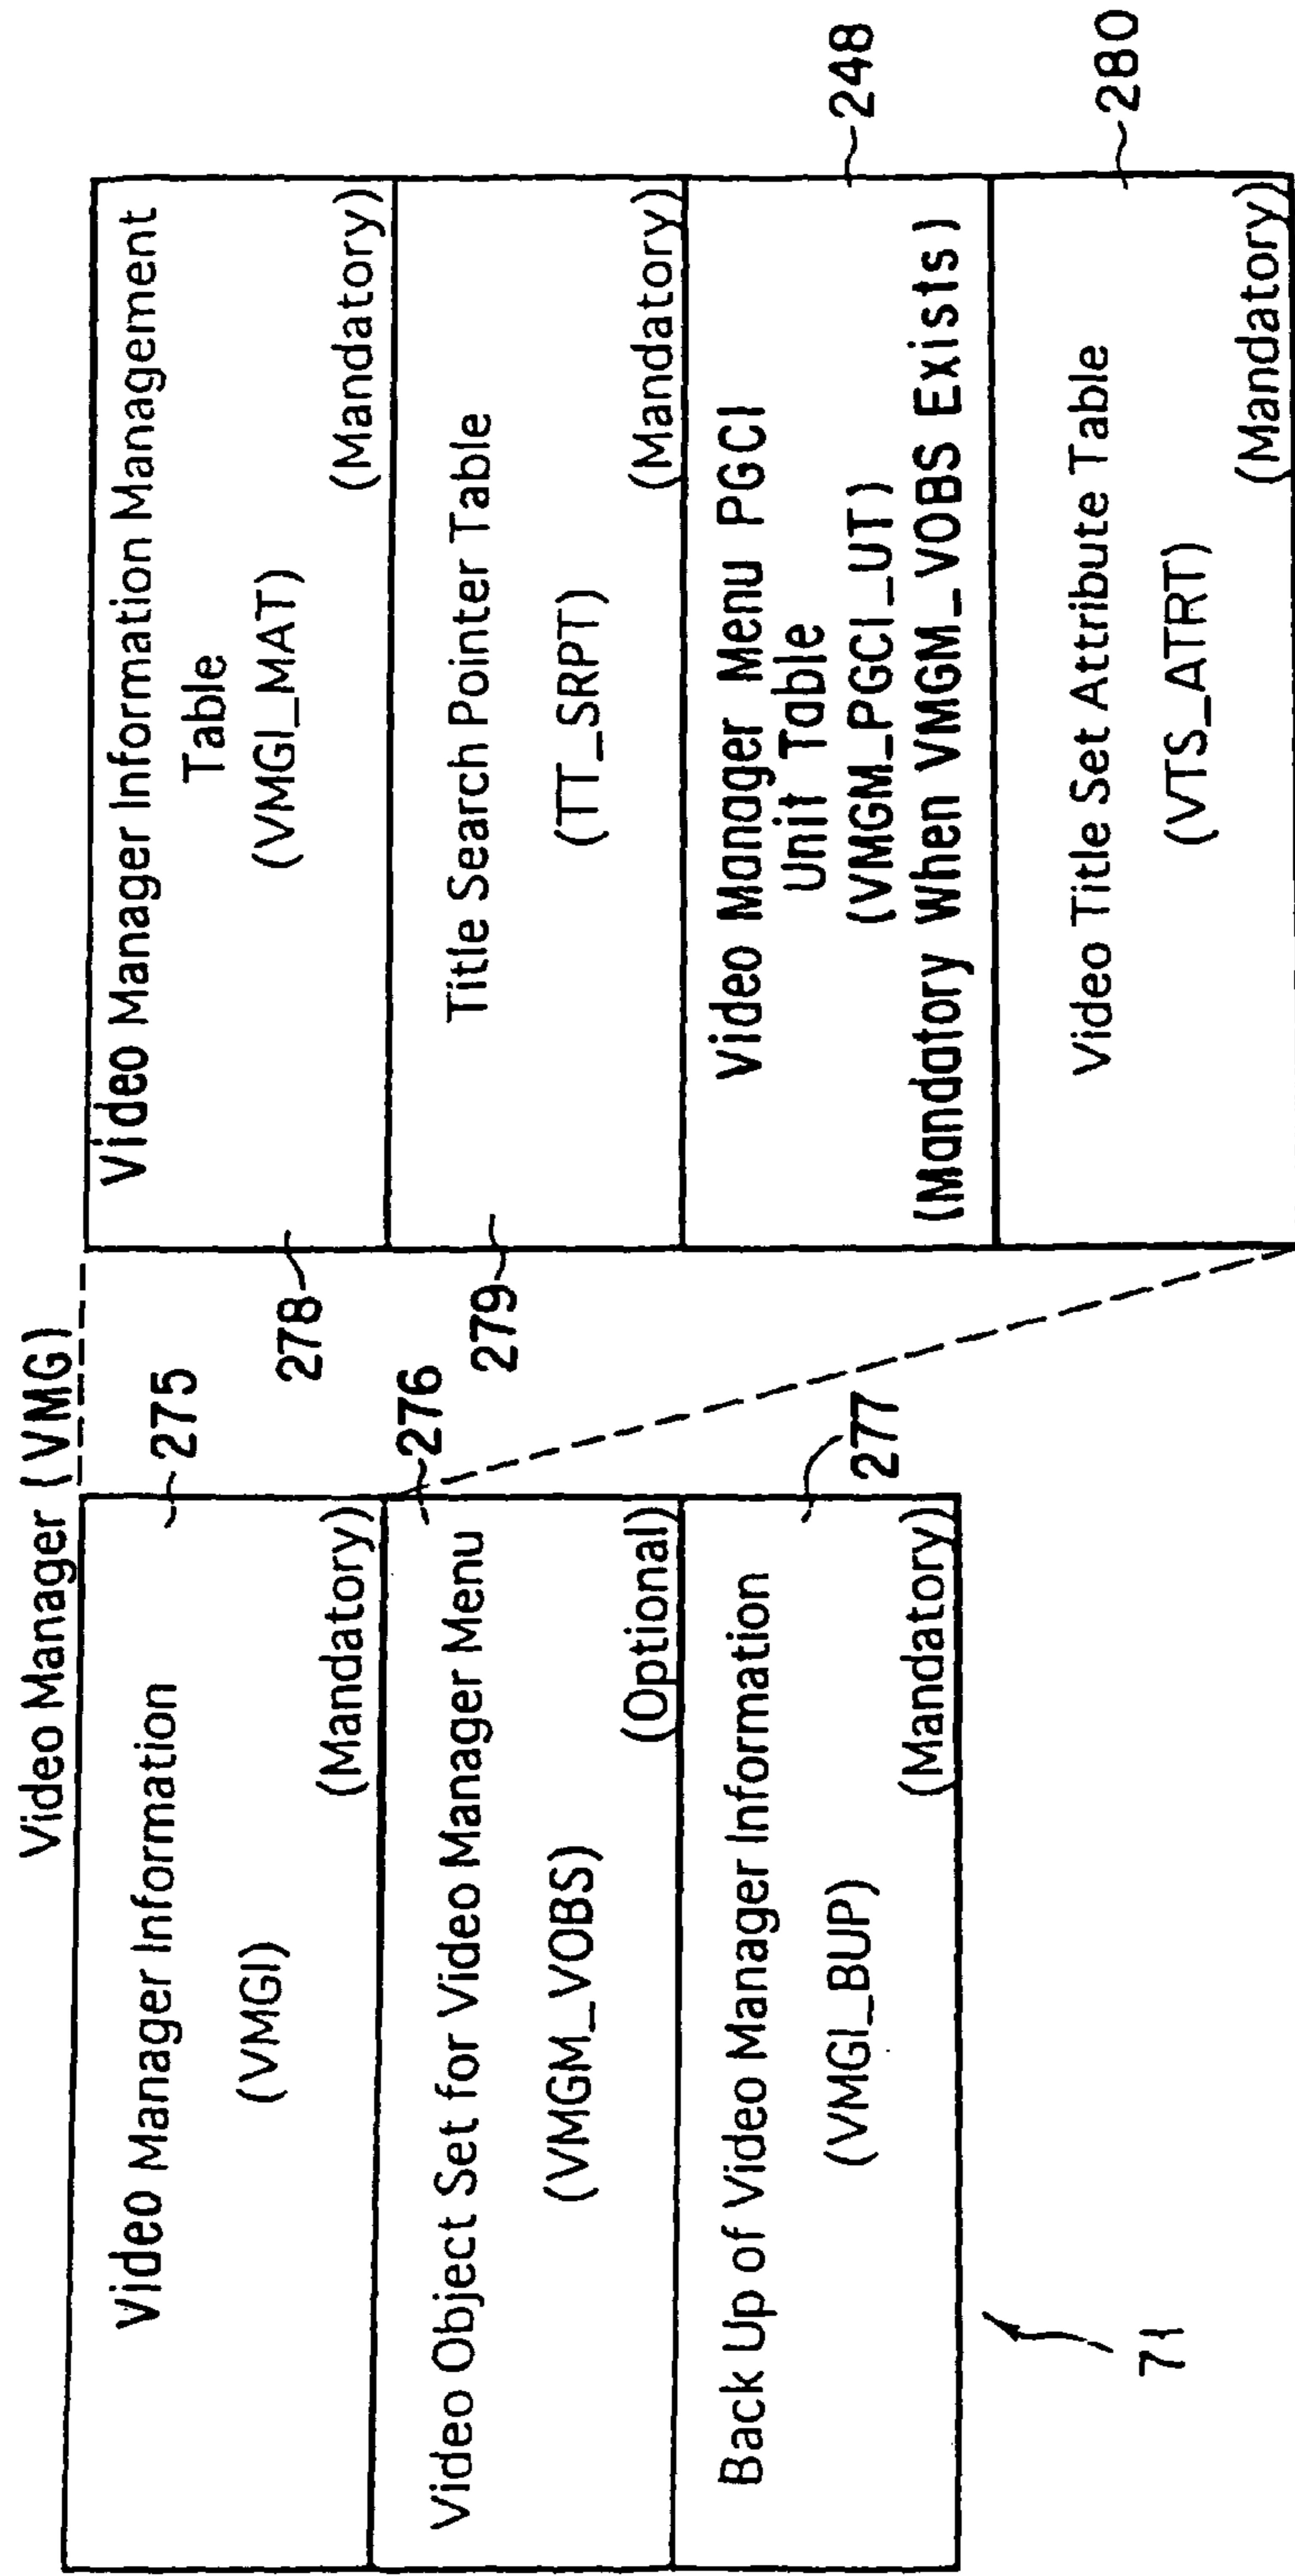 Video Manager (VMG)
Video Manager Information
(VMGI)
(Mandatory)
275
Video Object Set for Video Manager Menu
(VMGM_VOBS)
(Optional)
276
Back Up of Video Manager Information
(VMGI_BUP)
(Mandatory)
277
71
Video Manager Information Management
Table
(VMGI_MAT)
(Mandatory)
278
Title Search Pointer Table
(TT_SRPT)
(Mandatory)
279
Video Manager Menu PGCI
Unit Table
(VMGM_PGCI_UT)
(Mandatory When VMGM_VOBS Exists)
248
Video Title Set Attribute Table
(VTS_ATRT)
(Mandatory)
280